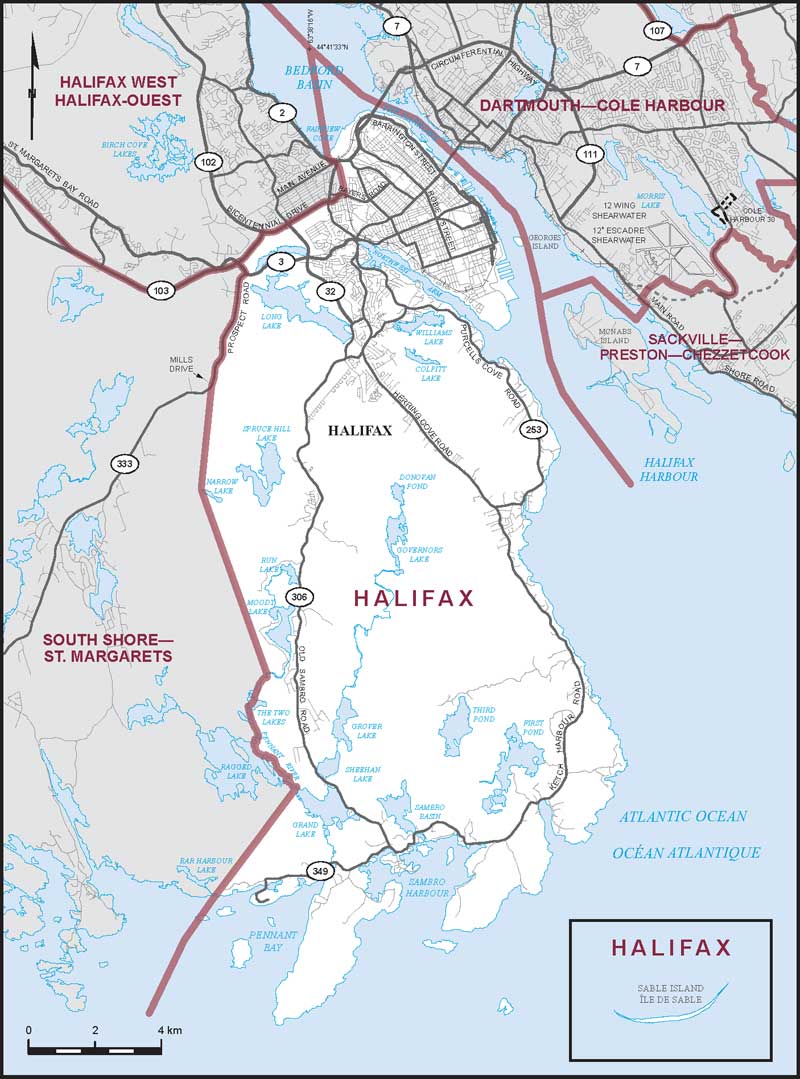 7
107
63°38'16"W
44°41'33"N
BEDFORD
BASIN
CIRCUMFERENTIAL
HIGHWAY
7
HALIFAX WEST
HALIFAX-OUEST
DARTMOUTH—COLE HARBOUR
N
2
FAIRVIEW
COVE
BARRINGTON STREET
BIRCH COVE
LAKES
102
111
ST. MARGARETS BAY ROAD
MAIN AVENUE
BAYERS ROAD
ROBIE
STREET
BICENTENNIAL DRIVE
MORRIS
LAKE
12 WING
SHEARWATER
12e ESCADRE
SHEARWATER
COLE
HARBOUR 30
GEORGES
ISLAND
3
NORTHWEST ARM
103
32
PROSPECT ROAD
LONG
LAKE
MAIN ROAD
MCNABS
ISLAND
WILLIAMS
LAKE
PURCELLS COVE
ROAD
SACKVILLE—
PRESTON—CHEZZETCOOK
MILLS
DRIVE
COLPITT
LAKE
SHORE ROAD
HERRING COVE ROAD
SPRUCE HILL
LAKE
HALIFAX
253
333
HALIFAX
HARBOUR
NARROW
LAKE
DONOVAN
POND
GOVERNORS
LAKE
RUN
LAKE
306
HALIFAX
MOODY
LAKE
SOUTH SHORE—
ST. MARGARETS
OLD SAMBRO ROAD
KETCH HARBOUR ROAD
THE TWO
LAKES
THIRD
POND
FIRST
POND
GROVER
LAKE
PENNANT RIVER
RAGGED
LAKE
SHEEHAN
LAKE
SAMBRO
BASIN
ATLANTIC OCEAN
GRAND
LAKE
OCÉAN ATLANTIQUE
BAR HARBOUR
LAKE
349
SAMBRO
HARBOUR
PENNANT
BAY
HALIFAX
SABLE ISLAND
ÎLE DE SABLE
0 2 4 km